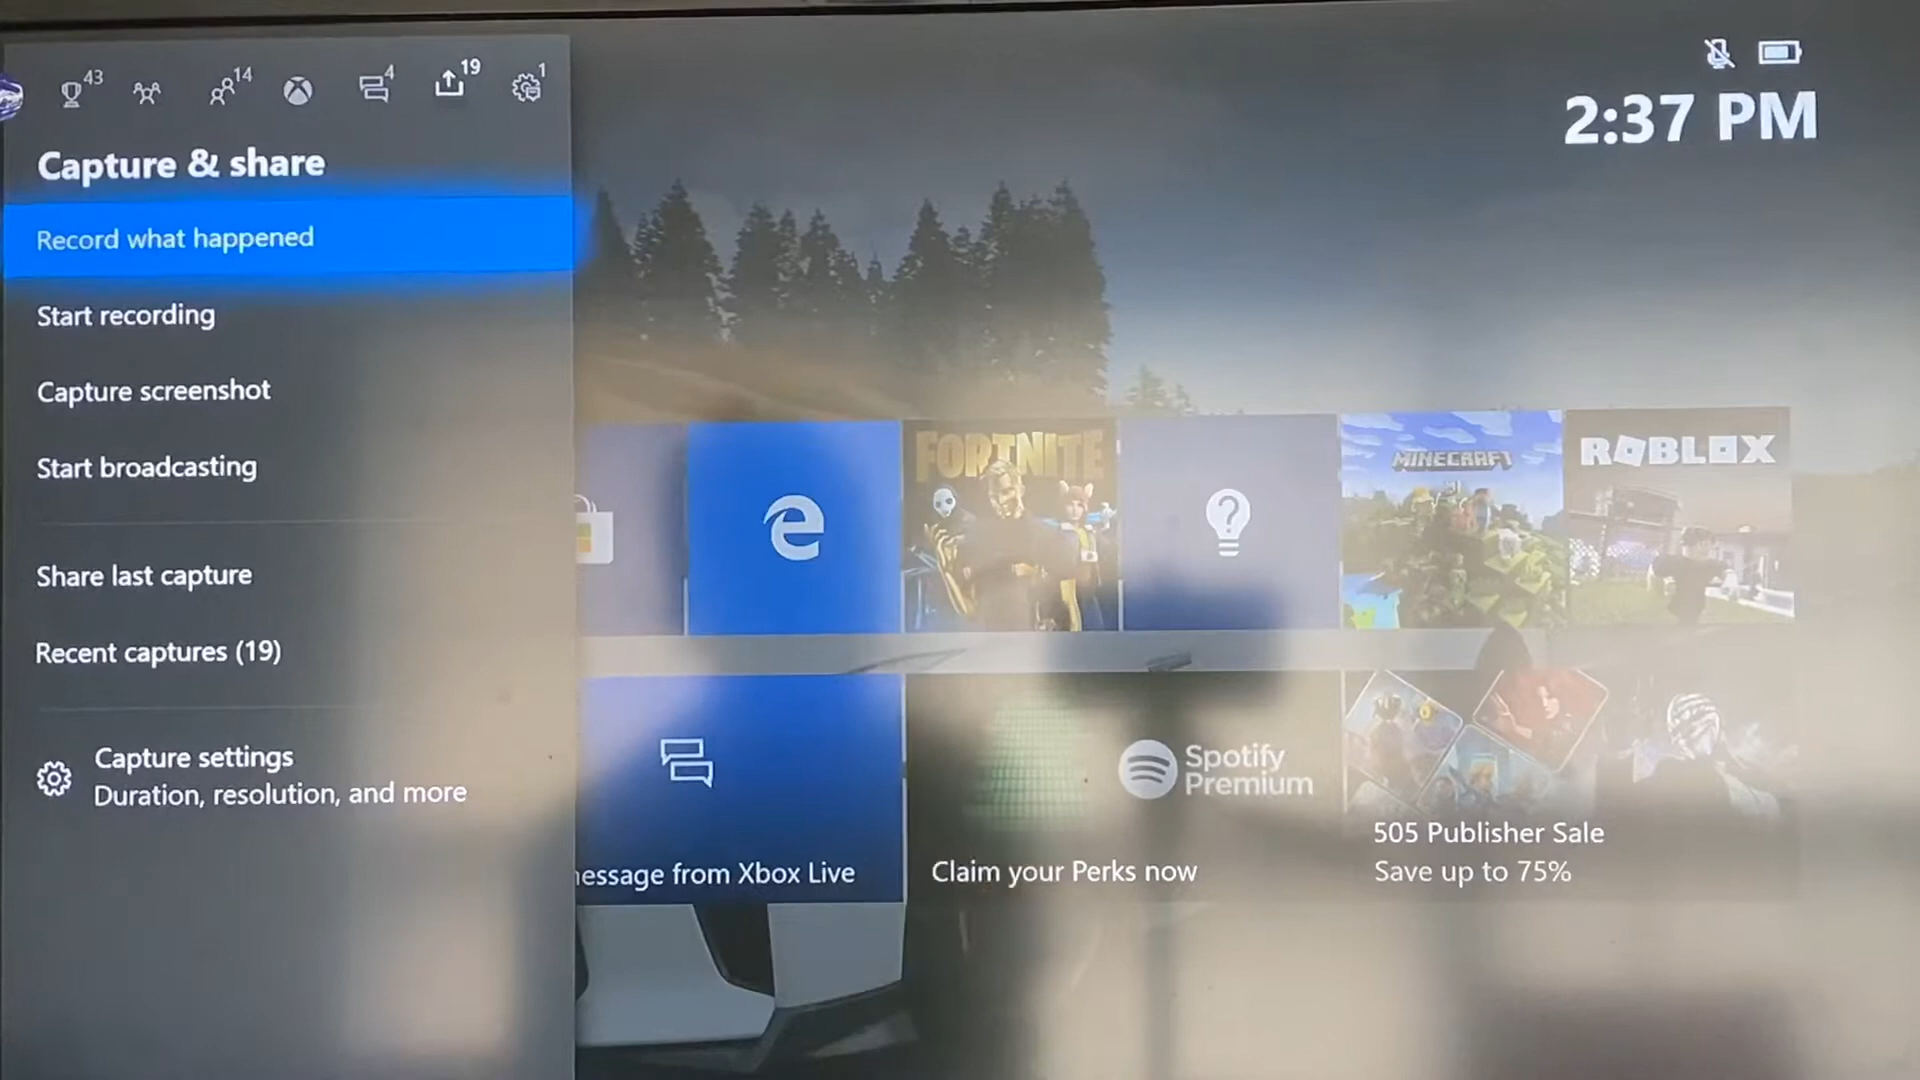 43
14
4
19
1
2:37 PM
Capture & share
Record what happened
Start recording
Capture screenshot
Start broadcasting
Share last capture
Recent captures (19)
Capture settings
Duration, resolution, and more
FORTNITE
MINECRAFT
ROBLOX
essage from Xbox Live
Spotify
Premium
Claim your Perks now
505 Publisher Sale
Save up to 75%